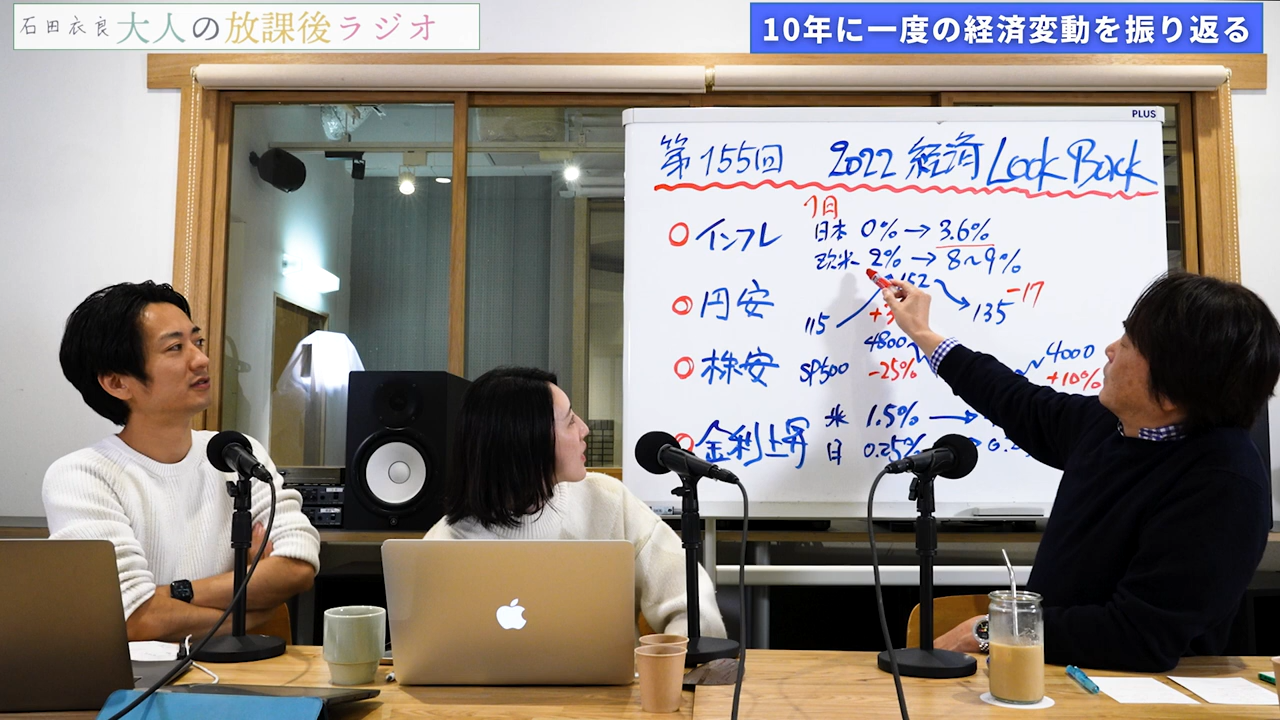 石田衣良 大人の放課後ラジオ
10年に一度の経済変動を振り返る
PLUS
第155回 2022 経済 Look Back
1月
○ インフレ 日本 0% → 3.6%
欧米 2% → 8~9%
○ 円安 115 152 135 -17
○ 株安 SP500 4800 -25% 4000 +10%
○ 金利上昇 米 1.5% →
日 0.25% →